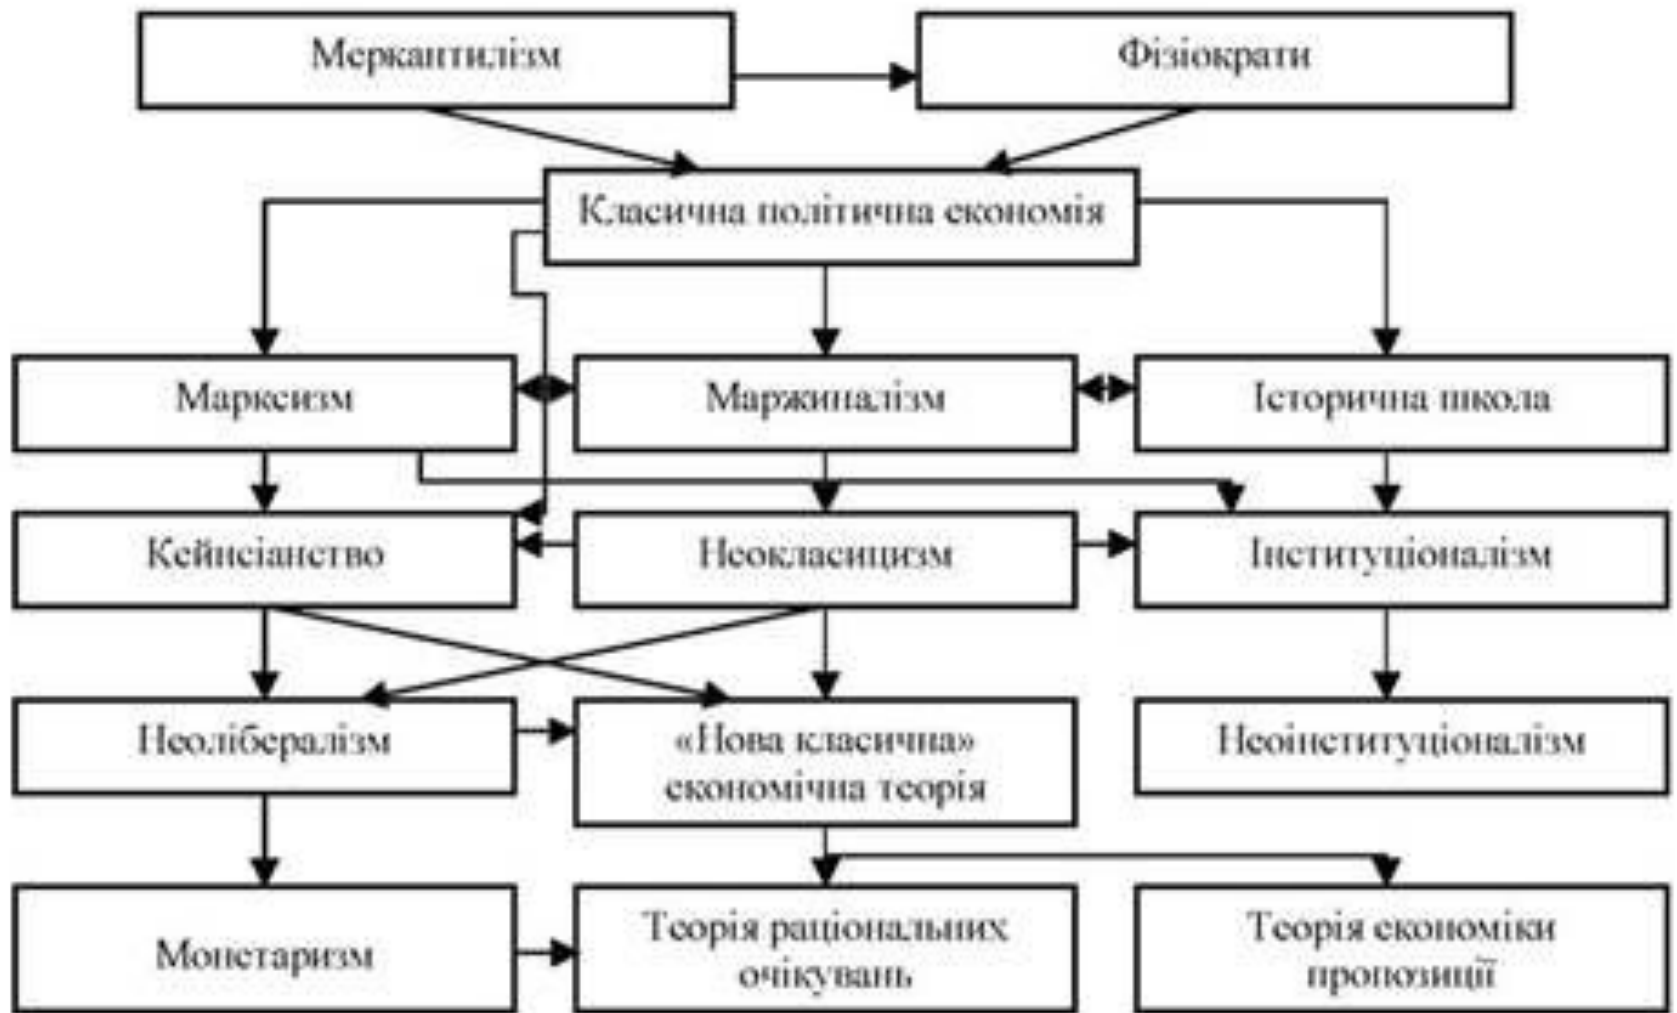 Меркантилізм
Фізіократи
Класична політична економія
Марксизм
Маржиналізм
Історична школа
Кейнсіанство
Неокласицизм
Інституціоналізм
Неолібералізм
«Нова класична»
економічна теорія
Неоінституціоналізм
Монетаризм
Теорія раціональних
очікувань
Теорія економіки
пропозиції